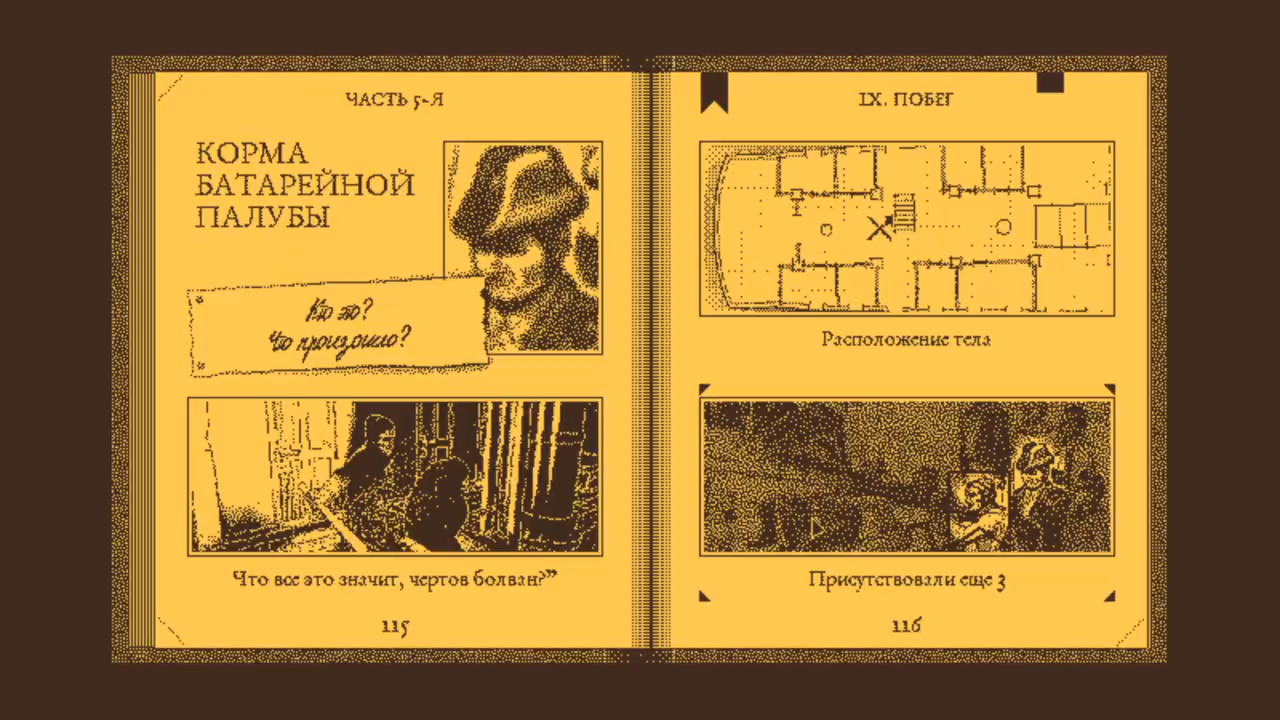 ЧАСТЬ 5-Я
КОРМА
БАТАРЕЙНОЙ
ПАЛУБЫ
Кто это?
Что произошло?
Что все это значит, чертов болван?”
115
IX. ПОБЕГ
Расположение тела
Присутствовали еще 3
116